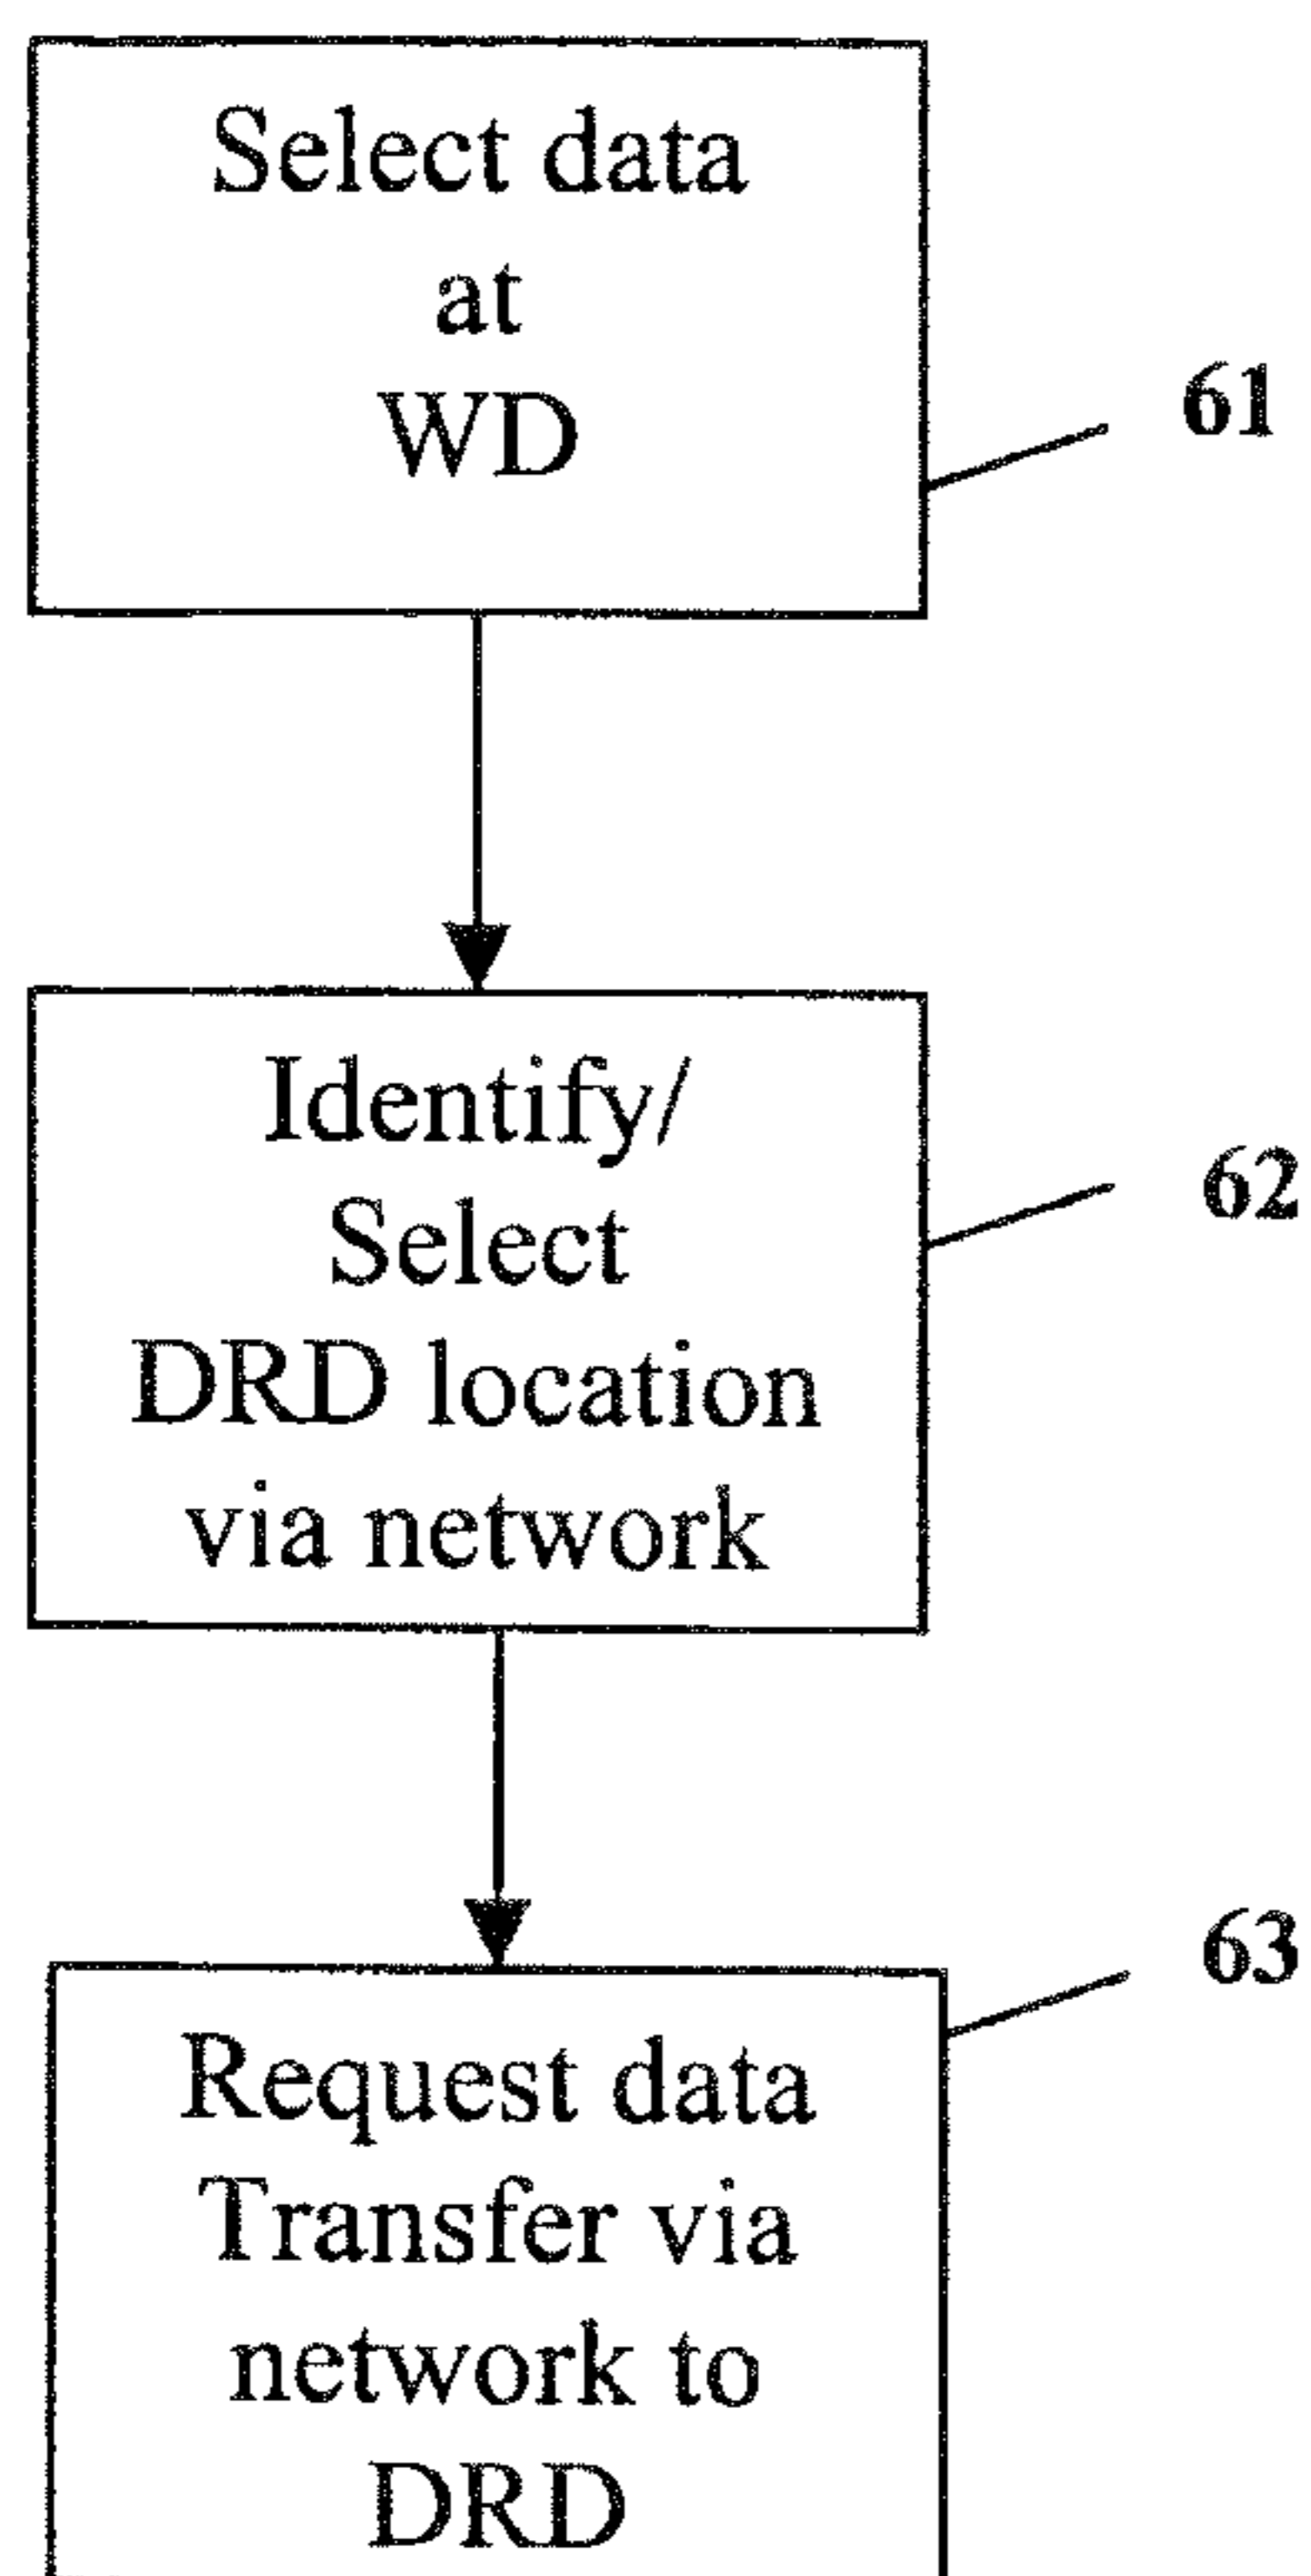 Select data
at
WD
61
Identify/
Select
DRD location
via network
62
63
Request data
Transfer via
network to
DRD